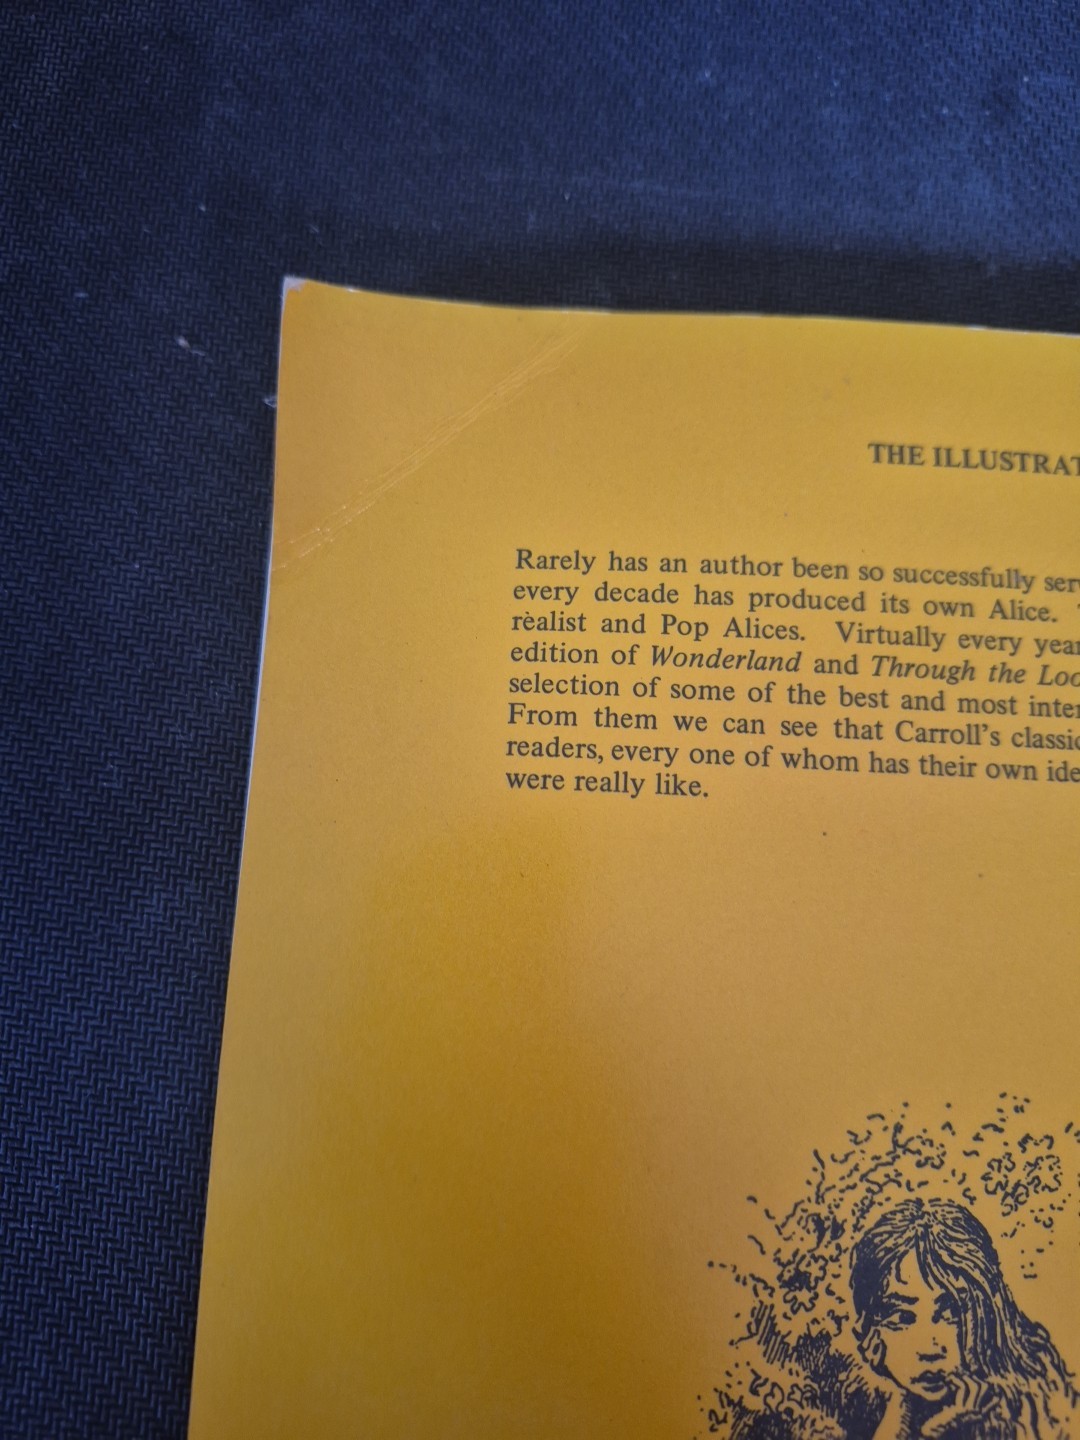 THE ILLUSTRAT
Rarely has an author been so successfully serv
every decade has produced its own Alice.
rèalist and Pop Alices. Virtually every year
edition of Wonderland and Through the Loo
selection of some of the best and most inter
From them we can see that Carroll's classic
readers, every one of whom has their own ide
were really like.